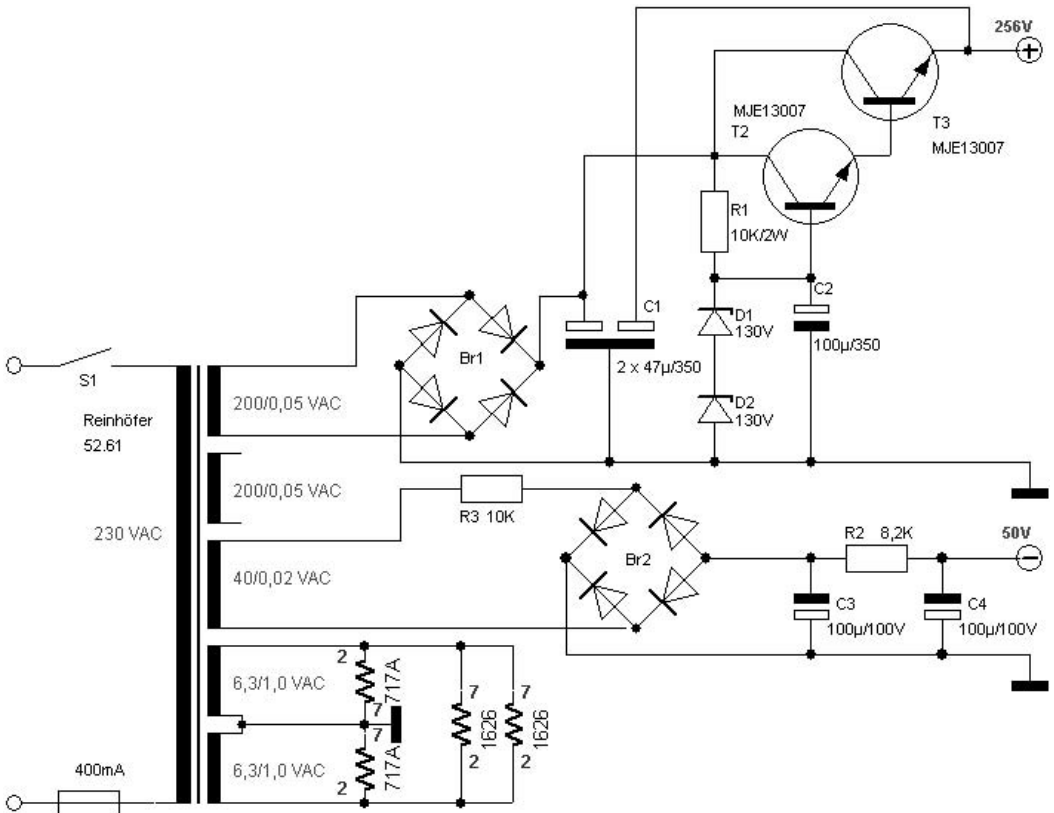 256V
MJE13007
T2
T3
MJE13007
R1
10K/2W
C1
C2
D1
130V
100µ/350
Br1
2 x 47µ/350
S1
D2
130V
200/0,05 VAC
Reinhöfer
52.61
200/0,05 VAC
R3 10K
230 VAC
R2 8,2K
50V
Br2
40/0,02 VAC
C3
100µ/100V
C4
100µ/100V
2
717A
7
6,3/1,0 VAC
7
1626
2
7
1626
2
7
717A
2
6,3/1,0 VAC
400mA